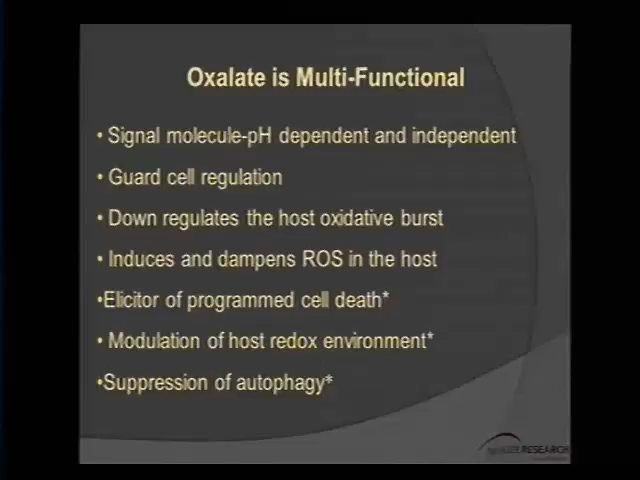 Oxalate is Multi-Functional
• Signal molecule-pH dependent and independent
• Guard cell regulation
• Down regulates the host oxidative burst
• Induces and dampens ROS in the host
•Elicitor of programmed cell death*
• Modulation of host redox environment*
•Suppression of autophagy*
RESEARCH